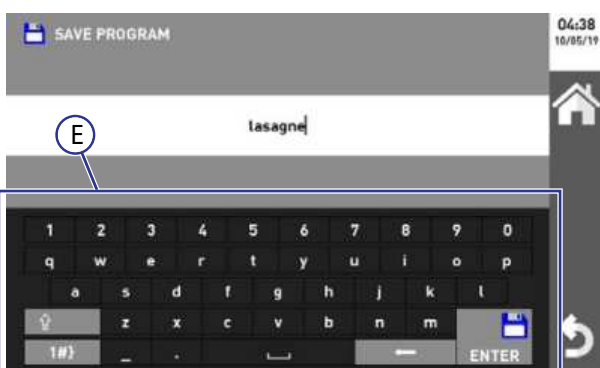 SAVE PROGRAM
04:38
10/05/19
lasagne
E
1 2 3 4 5 6 7 8 9 0
q w e r t y u i o p
a s d f g h j k l
z x c v b n m
1#} _ . ENTER